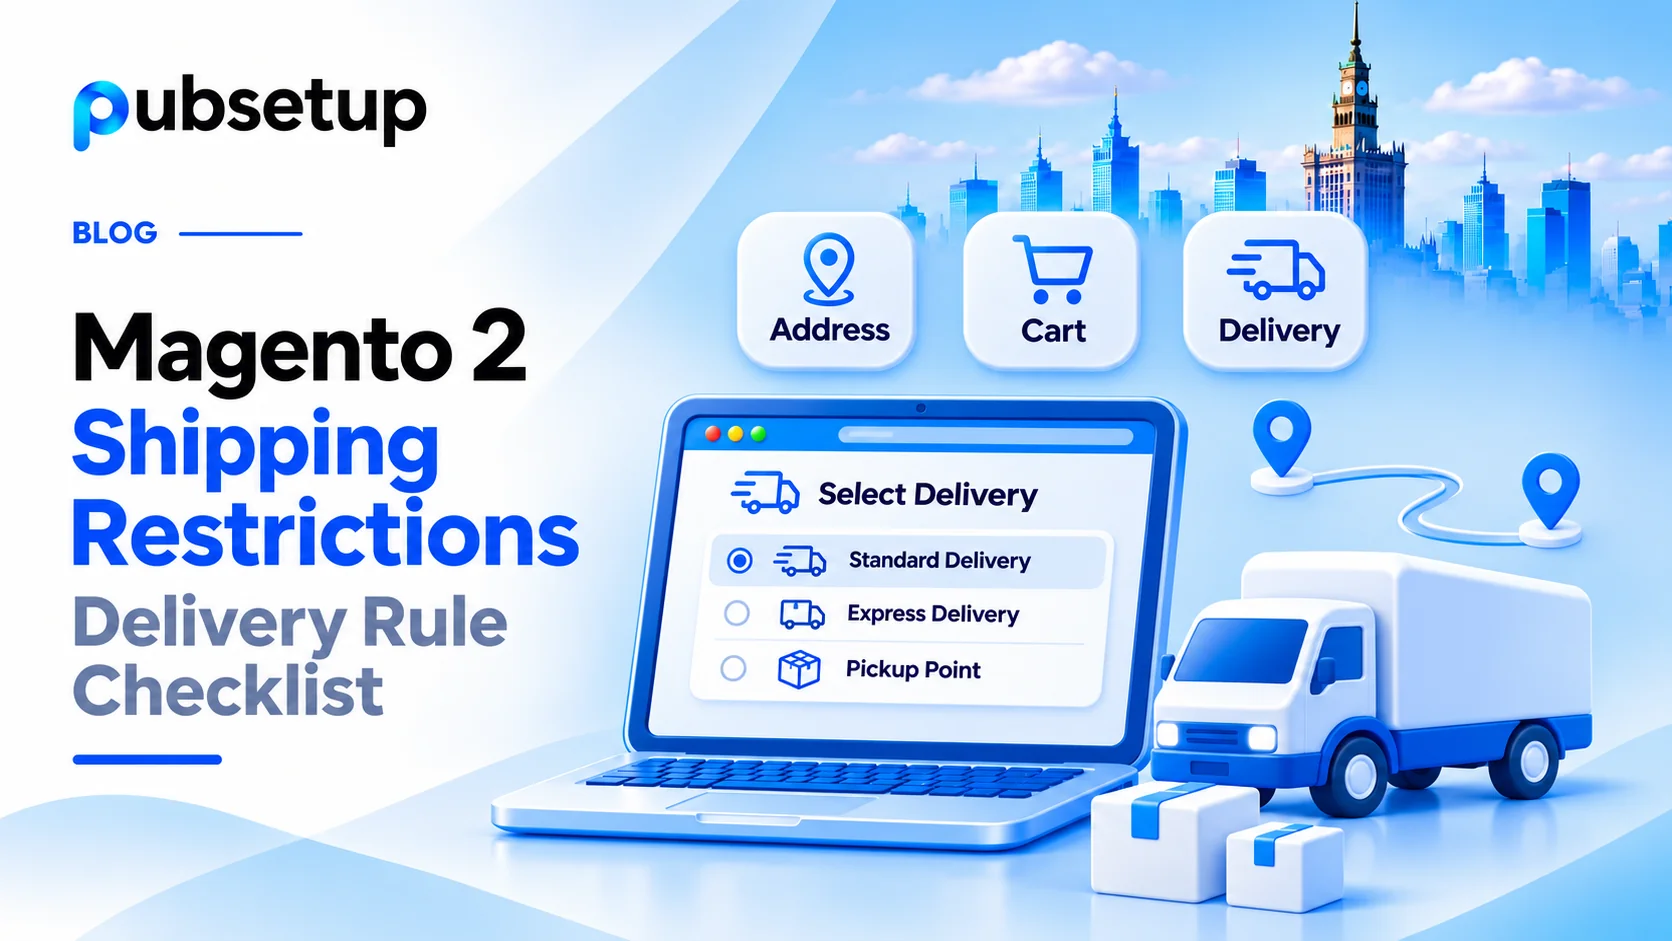 pubsetup
BLOG
Magento 2
Shipping
Restrictions
Delivery Rule
Checklist
Address
Cart
Delivery
Select Delivery
Standard Delivery
Express Delivery
Pickup Point